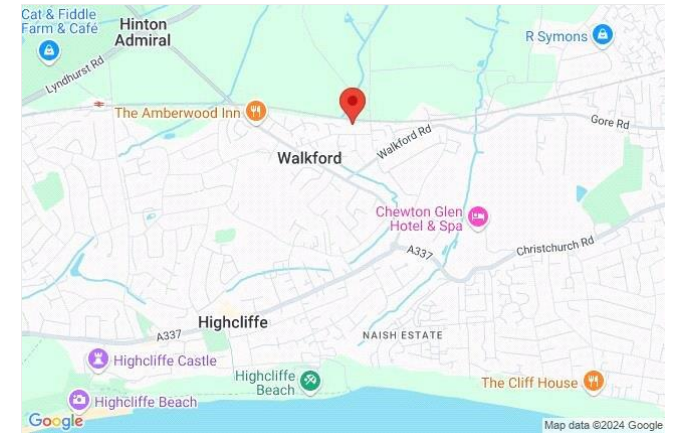 Cat & Fiddle
Farm & Café
Hinton
Admiral
R Symons
Lyndhurst Rd
The Amberwood Inn
Gore Rd
Walkford Rd
Walkford
Chewton Glen
Hotel & Spa
Christchurch Rd
A337
Highcliffe
A337
NAISH ESTATE
Highcliffe Castle
Highcliffe
Beach
The Cliff House
Highcliffe Beach
Google
Map data ©2024 Google